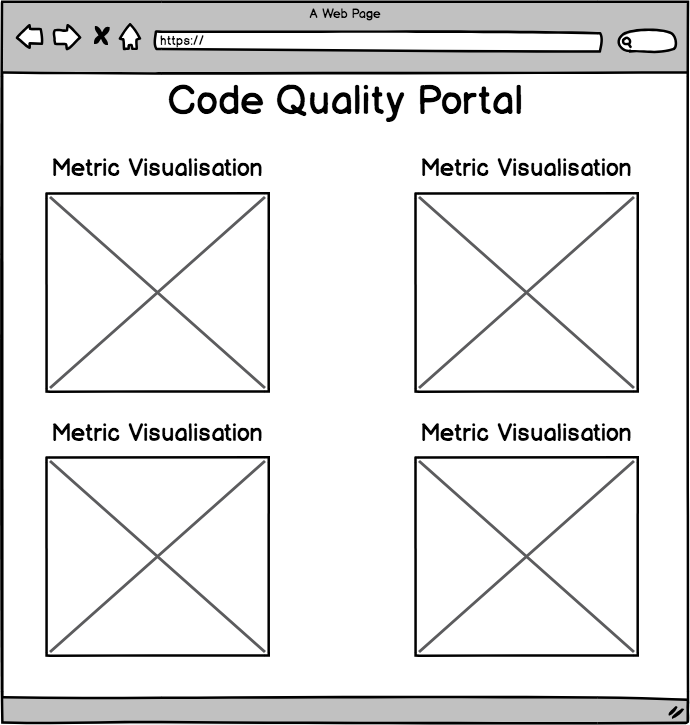 A Web Page
https://
Code Quality Portal
Metric Visualisation
Metric Visualisation
Metric Visualisation
Metric Visualisation